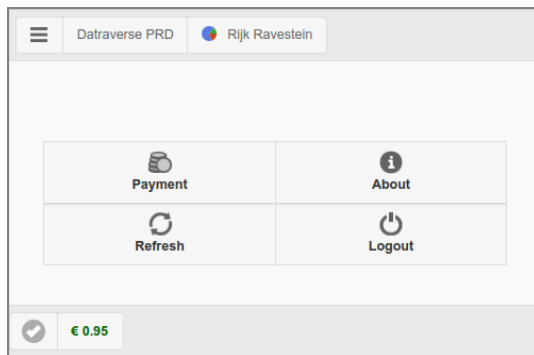 Datraverse PRD Rijk Ravestein
Payment About
Refresh Logout
€ 0.95